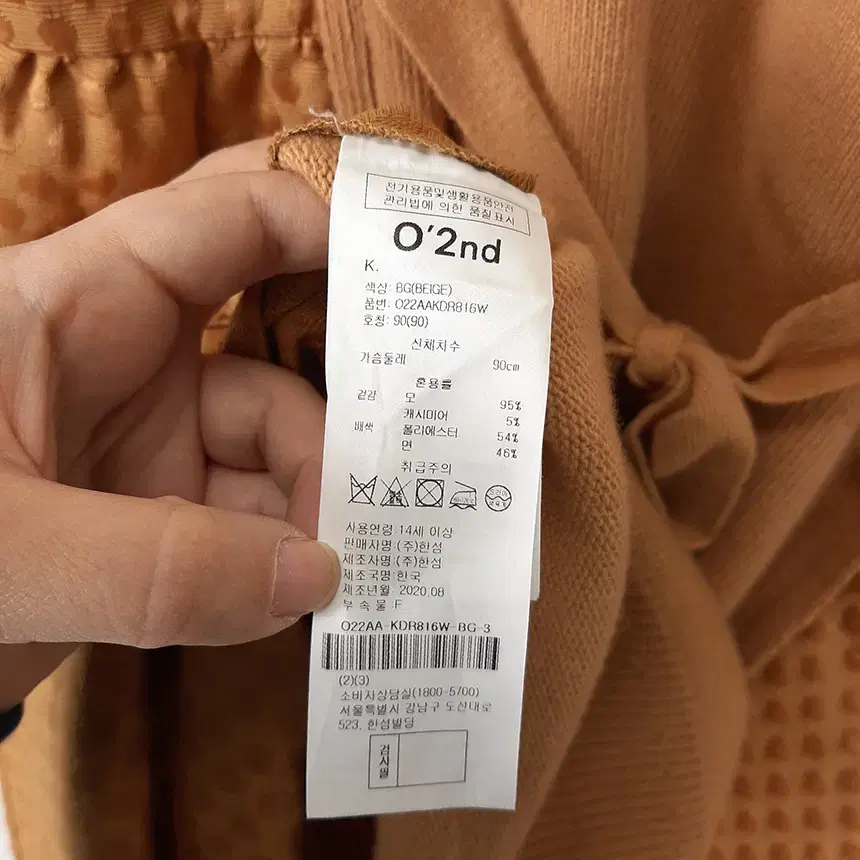 전기용품및생활용품안전
관리법에 의한 품질표시
O'2nd
K.
색상: BG(BEIGE)
품번: O22AAKDR816W
호칭: 90(90)
신체치수
가슴둘레 90cm
혼용률
겉감 모 95%
캐시미어 5%
배색 폴리에스터 54%
면 46%
취급주의
사용연령:14세 이상
판매자명:(주)한섬
제조자명:(주)한섬
제조국명:한국
제조년월:2020.08
부 속 물:F
O22AA-KDR816W-BG-3
(2)(3)
소비자상담실(1800-5700)
서울특별시 강남구 도산대로
523, 한섬빌딩
검사필